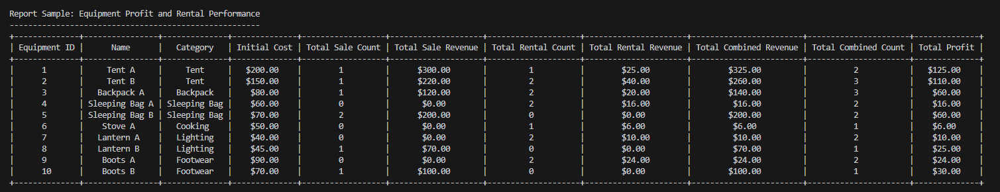 Report Sample: Equipment Profit and Rental Performance
------------------------------------------------------
+--------------+----------------+--------------+--------------+------------------+--------------------+--------------------+----------------------+------------------------+----------------------+--------------+
| Equipment ID | Name | Category | Initial Cost | Total Sale Count | Total Sale Revenue | Total Rental Count | Total Rental Revenue | Total Combined Revenue | Total Combined Count | Total Profit |
+--------------+----------------+--------------+--------------+------------------+--------------------+--------------------+----------------------+------------------------+----------------------+--------------+
| 1 | Tent A | Tent | $200.00 | 1 | $300.00 | 1 | $25.00 | $325.00 | 2 | $125.00 |
| 2 | Tent B | Tent | $150.00 | 1 | $220.00 | 2 | $40.00 | $260.00 | 3 | $110.00 |
| 3 | Backpack A | Backpack | $80.00 | 1 | $120.00 | 2 | $20.00 | $140.00 | 3 | $60.00 |
| 4 | Sleeping Bag A | Sleeping Bag | $60.00 | 0 | $0.00 | 2 | $16.00 | $16.00 | 2 | $16.00 |
| 5 | Sleeping Bag B | Sleeping Bag | $70.00 | 2 | $200.00 | 0 | $0.00 | $200.00 | 2 | $60.00 |
| 6 | Stove A | Cooking | $50.00 | 0 | $0.00 | 1 | $6.00 | $6.00 | 1 | $6.00 |
| 7 | Lantern A | Lighting | $40.00 | 0 | $0.00 | 2 | $10.00 | $10.00 | 2 | $10.00 |
| 8 | Lantern B | Lighting | $45.00 | 1 | $70.00 | 0 | $0.00 | $70.00 | 1 | $25.00 |
| 9 | Boots A | Footwear | $90.00 | 0 | $0.00 | 2 | $24.00 | $24.00 | 2 | $24.00 |
| 10 | Boots B | Footwear | $70.00 | 1 | $100.00 | 0 | $0.00 | $100.00 | 1 | $30.00 |
+--------------+----------------+--------------+--------------+------------------+--------------------+--------------------+----------------------+------------------------+----------------------+--------------+